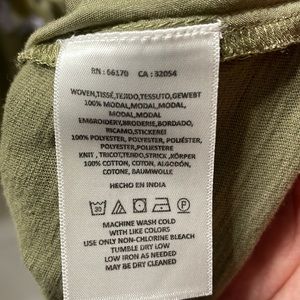 RN : 66170 CA : 32054
WOVEN,TISSÉ,TEJIDO,TESSUTO,GEWEBT
100% MODAL,MODAL,MODAL,
MODAL,MODAL
EMBROIDERY,BRODERIE,BORDADO,
RICAMO,STICKEREI
100% POLYESTER, POLYESTER, POLIÉSTER,
POLYESTER,POLYESTERE
KNIT , TRICOT,TEJIDO,STRICK ,KÖRPER
100% COTTON, COTON, ALGODÓN,
COTONE, BAUMWOLLE
HECHO EN INDIA
30
MACHINE WASH COLD
WITH LIKE COLORS
USE ONLY NON-CHLORINE BLEACH
TUMBLE DRY LOW
LOW IRON AS NEEDED
MAY BE DRY CLEANED